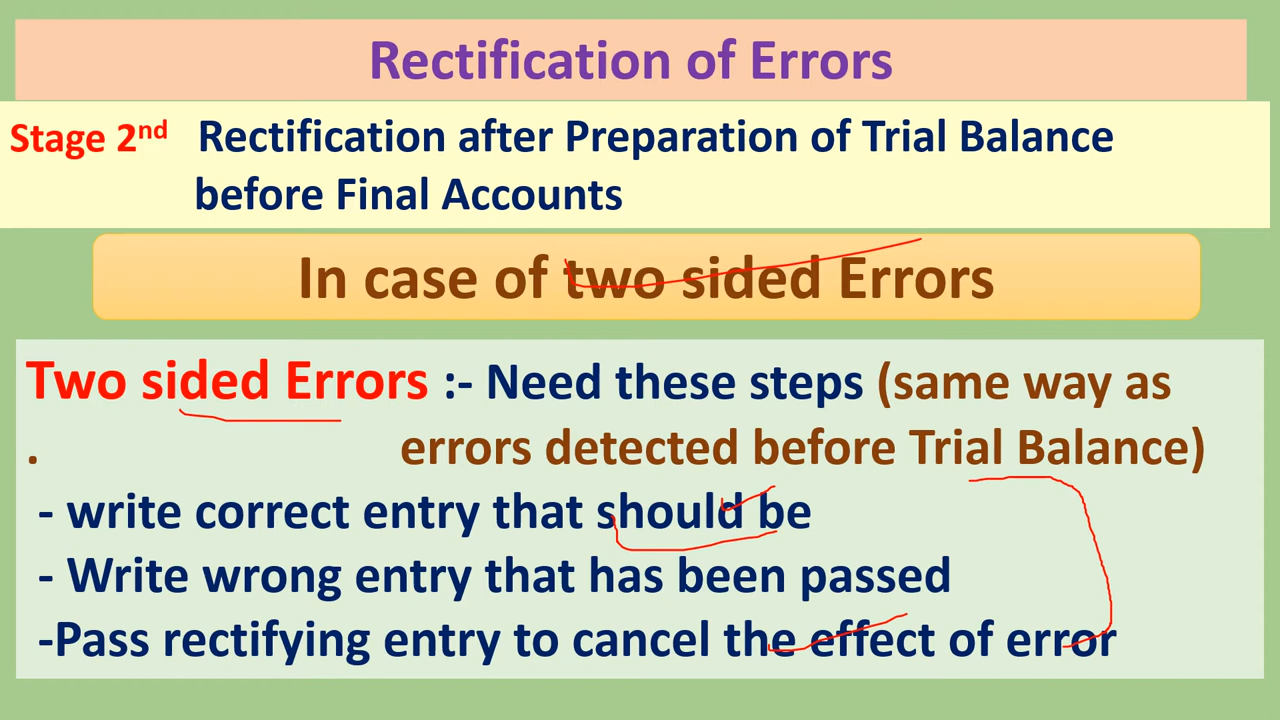 Rectification of Errors
Stage 2nd Rectification after Preparation of Trial Balance
before Final Accounts
In case of two sided Errors
Two sided Errors :- Need these steps (same way as
. errors detected before Trial Balance)
- write correct entry that should be
- Write wrong entry that has been passed
-Pass rectifying entry to cancel the effect of error